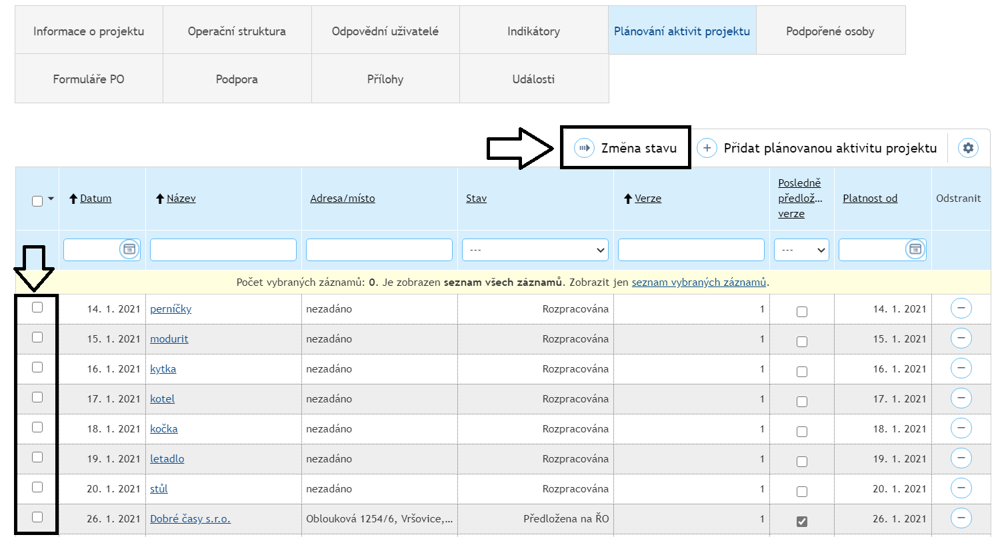 Informace o projektu Operační struktura Odpovědní uživatelé Indikátory Plánování aktivit projektu Podpořené osoby
Formuláře PO Podpora Přílohy Události
Změna stavu Přidat plánovanou aktivitu projektu
Datum Název Adresa/místo Stav Verze Posledně předlož... verze Platnost od Odstranit
--- ---
Počet vybraných záznamů: 0. Je zobrazen seznam všech záznamů. Zobrazit jen seznam vybraných záznamů.
14. 1. 2021 perníčky nezadáno Rozpracována 1 14. 1. 2021
15. 1. 2021 modurit nezadáno Rozpracována 1 15. 1. 2021
16. 1. 2021 kytka nezadáno Rozpracována 1 16. 1. 2021
17. 1. 2021 kotel nezadáno Rozpracována 1 17. 1. 2021
18. 1. 2021 kočka nezadáno Rozpracována 1 18. 1. 2021
19. 1. 2021 letadlo nezadáno Rozpracována 1 19. 1. 2021
20. 1. 2021 stůl nezadáno Rozpracována 1 20. 1. 2021
26. 1. 2021 Dobré časy s.r.o. Oblouková 1254/6, Vršovice,... Předložena na ŘO 1 26. 1. 2021